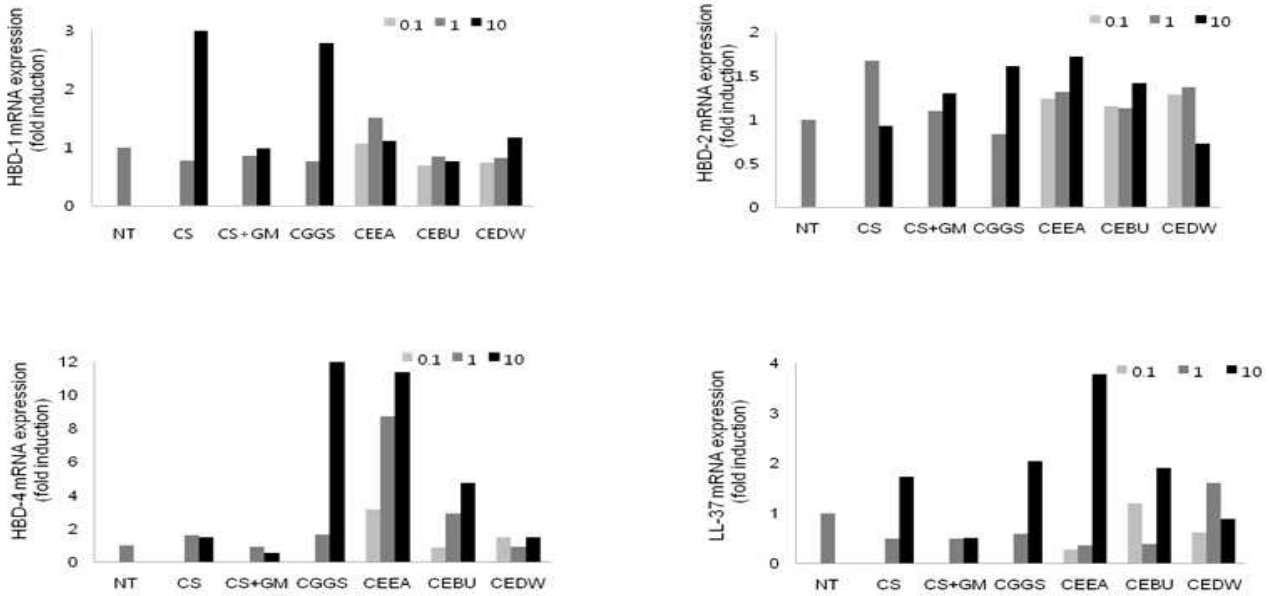 HBD-1 mRNA expression
(fold induction)
0.1 1 10
3
2
1
0
NT CS CS+GM CGGS CEEA CEBU CEDW
HBD-2 mRNA expression
(fold induction)
0.1 1 10
2
1.5
1
0.5
0
NT CS CS+GM CGGS CEEA CEBU CEDW
HBD-4 mRNA expression
(fold induction)
0.1 1 10
12
10
8
6
4
2
0
NT CS CS+GM CGGS CEEA CEBU CEDW
LL-37 mRNA expression
(fold induction)
0.1 1 10
4
3
2
1
0
NT CS CS+GM CGGS CEEA CEBU CEDW